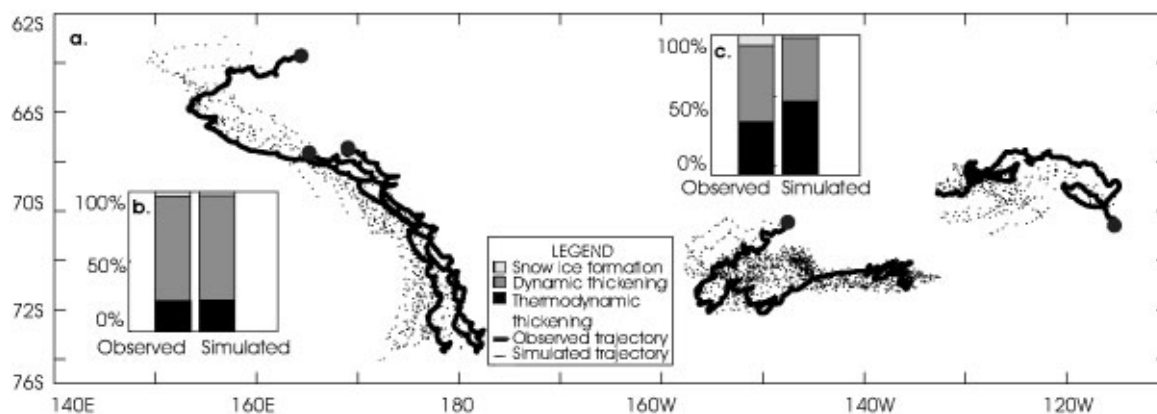 62S
a.
66S
70S
72S
76S
140E
160E
180
160W
140W
120W
b.
100%
50%
0%
Observed
Simulated
c.
100%
50%
0%
Observed
Simulated
LEGEND
Snow ice formation
Dynamic thickening
Thermodynamic
thickening
Observed trajectory
Simulated trajectory